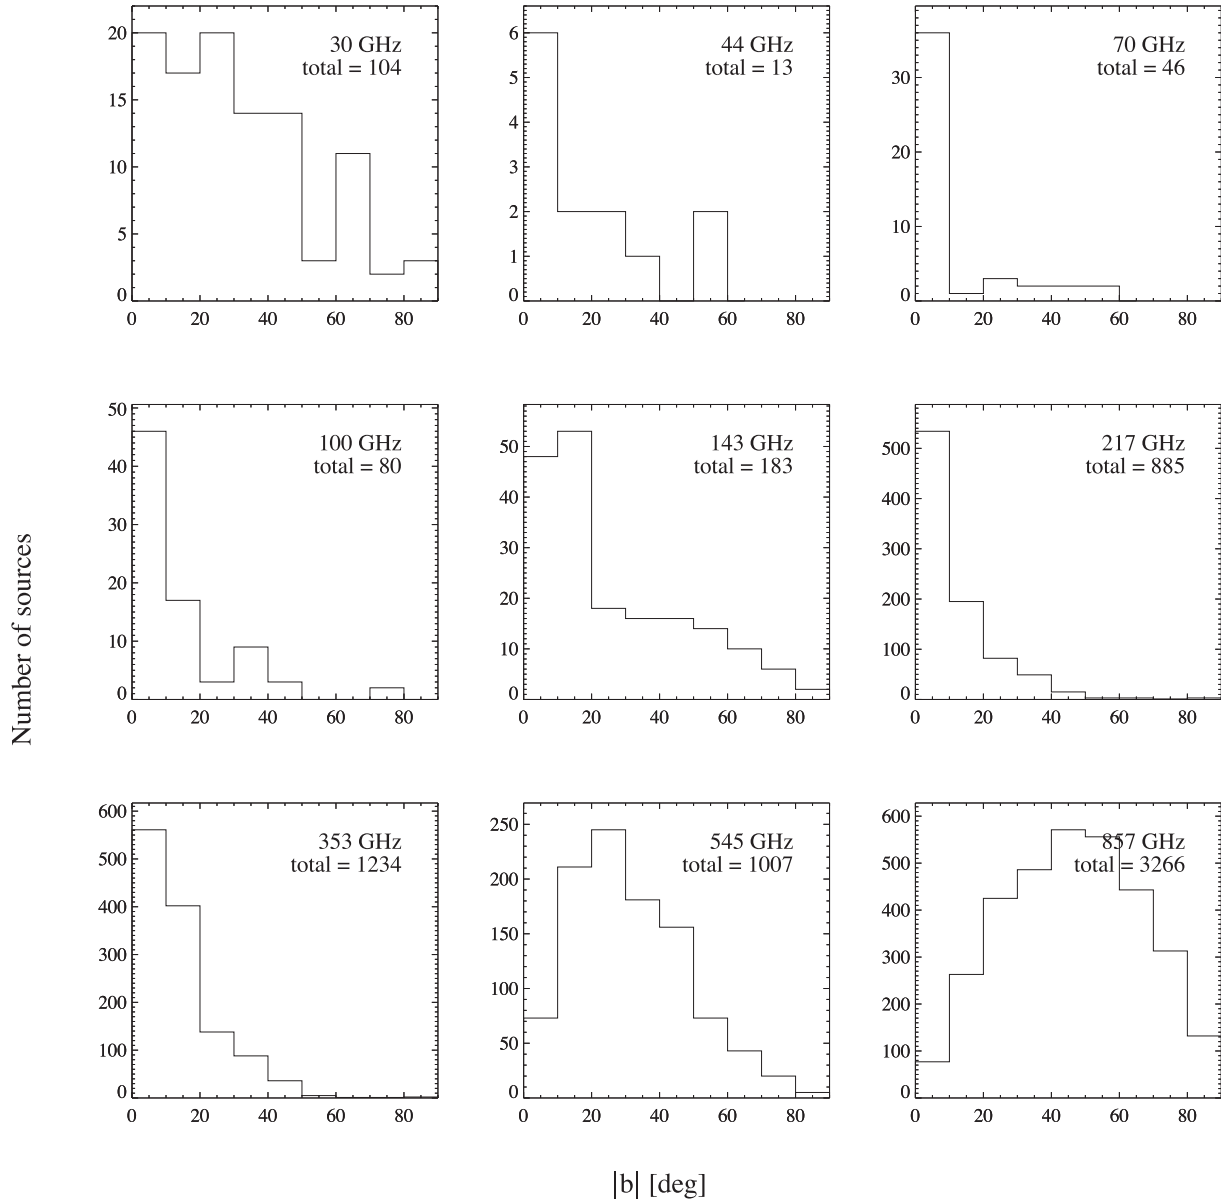 30 GHz
total = 104
20
15
10
5
0
0 20 40 60 80
44 GHz
total = 13
6
5
4
3
2
1
0
0 20 40 60 80
70 GHz
total = 46
30
20
10
0
0 20 40 60 80
100 GHz
total = 80
50
40
30
20
10
0
0 20 40 60 80
143 GHz
total = 183
50
40
30
20
10
0
0 20 40 60 80
217 GHz
total = 885
500
400
300
200
100
0
0 20 40 60 80
Number of sources
353 GHz
total = 1234
600
500
400
300
200
100
0
0 20 40 60 80
545 GHz
total = 1007
250
200
150
100
50
0
0 20 40 60 80
857 GHz
total = 3266
600
500
400
300
200
100
0
0 20 40 60 80
|b| [deg]